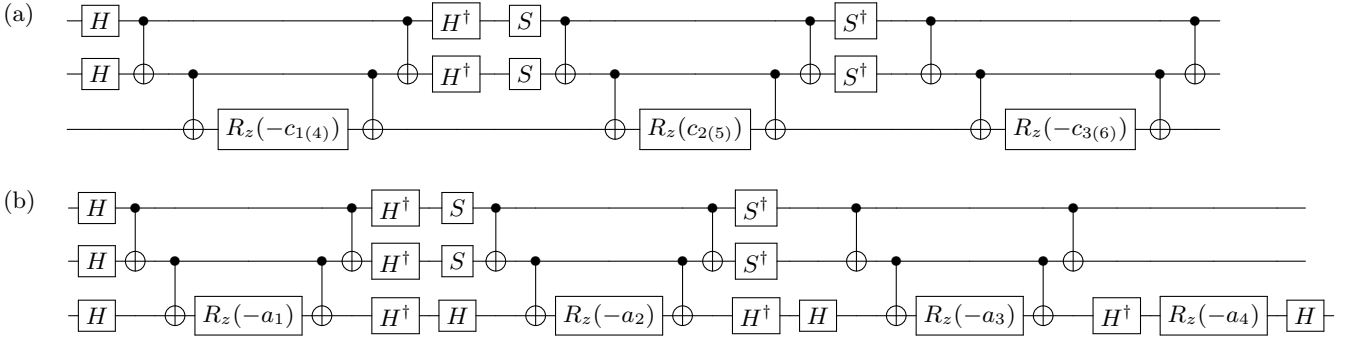 (a)
H H† S S†
H H† S S†
R_z(-c_{1(4)}) R_z(c_{2(5)}) R_z(-c_{3(6)})
(b)
H H† S S†
H H† S S†
H R_z(-a_1) H† H R_z(-a_2) H† H R_z(-a_3) H† R_z(-a_4) H